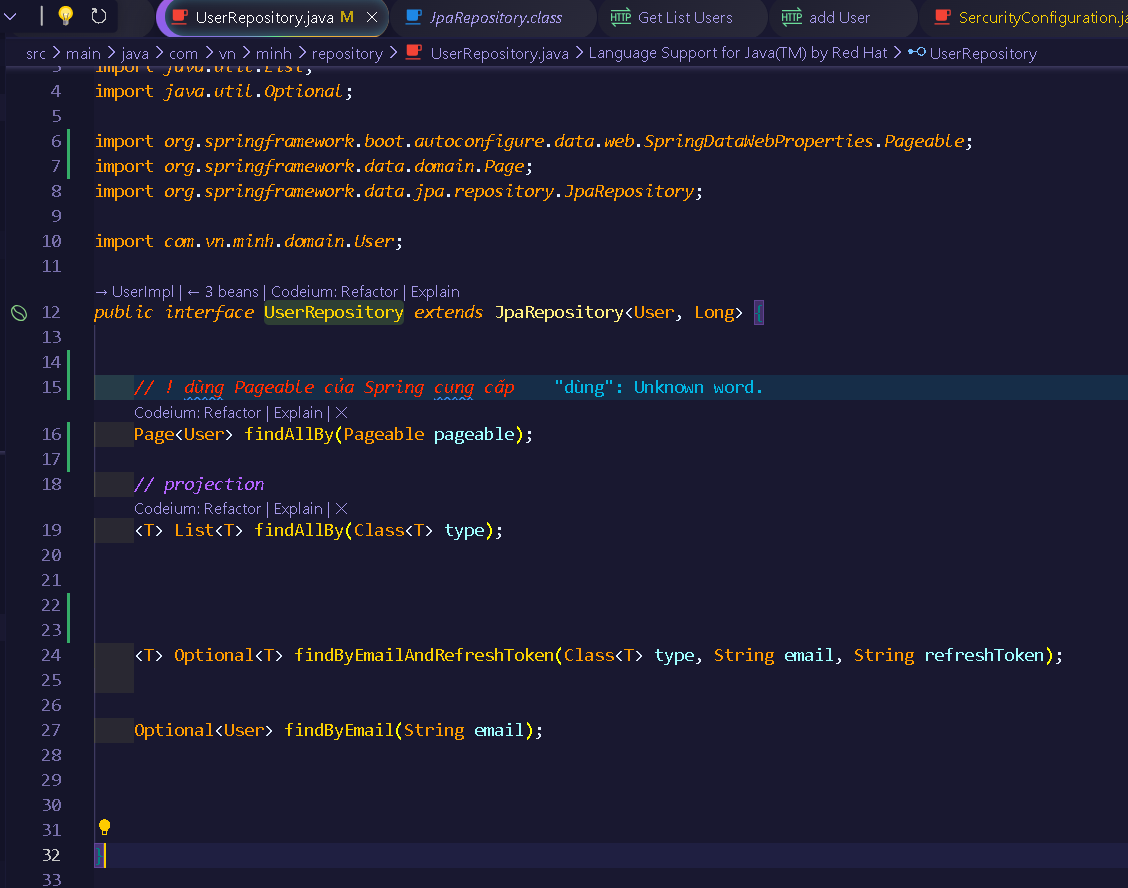 UserRepository.java M ✕ JpaRepository.class HTTP Get List Users HTTP add User SercurityConfiguration.ja
src > main > java > com > vn > minh > repository > UserRepository.java > Language Support for Java(TM) by Red Hat > UserRepository
3 import java.util.List;
4 import java.util.Optional;
5
6 import org.springframework.boot.autoconfigure.data.web.SpringDataWebProperties.Pageable;
7 import org.springframework.data.domain.Page;
8 import org.springframework.data.jpa.repository.JpaRepository;
9
10 import com.vn.minh.domain.User;
11
→ UserImpl | ← 3 beans | Codeium: Refactor | Explain
12 public interface UserRepository extends JpaRepository<User, Long> {
13
14
15 // ! dùng Pageable của Spring cung cấp "dùng": Unknown word.
Codeium: Refactor | Explain | ✕
16 Page<User> findAllBy(Pageable pageable);
17
18 // projection
Codeium: Refactor | Explain | ✕
19 <T> List<T> findAllBy(Class<T> type);
20
21
22
23
24 <T> Optional<T> findByEmailAndRefreshToken(Class<T> type, String email, String refreshToken);
25
26
27 Optional<User> findByEmail(String email);
28
29
30
31
32 }
33